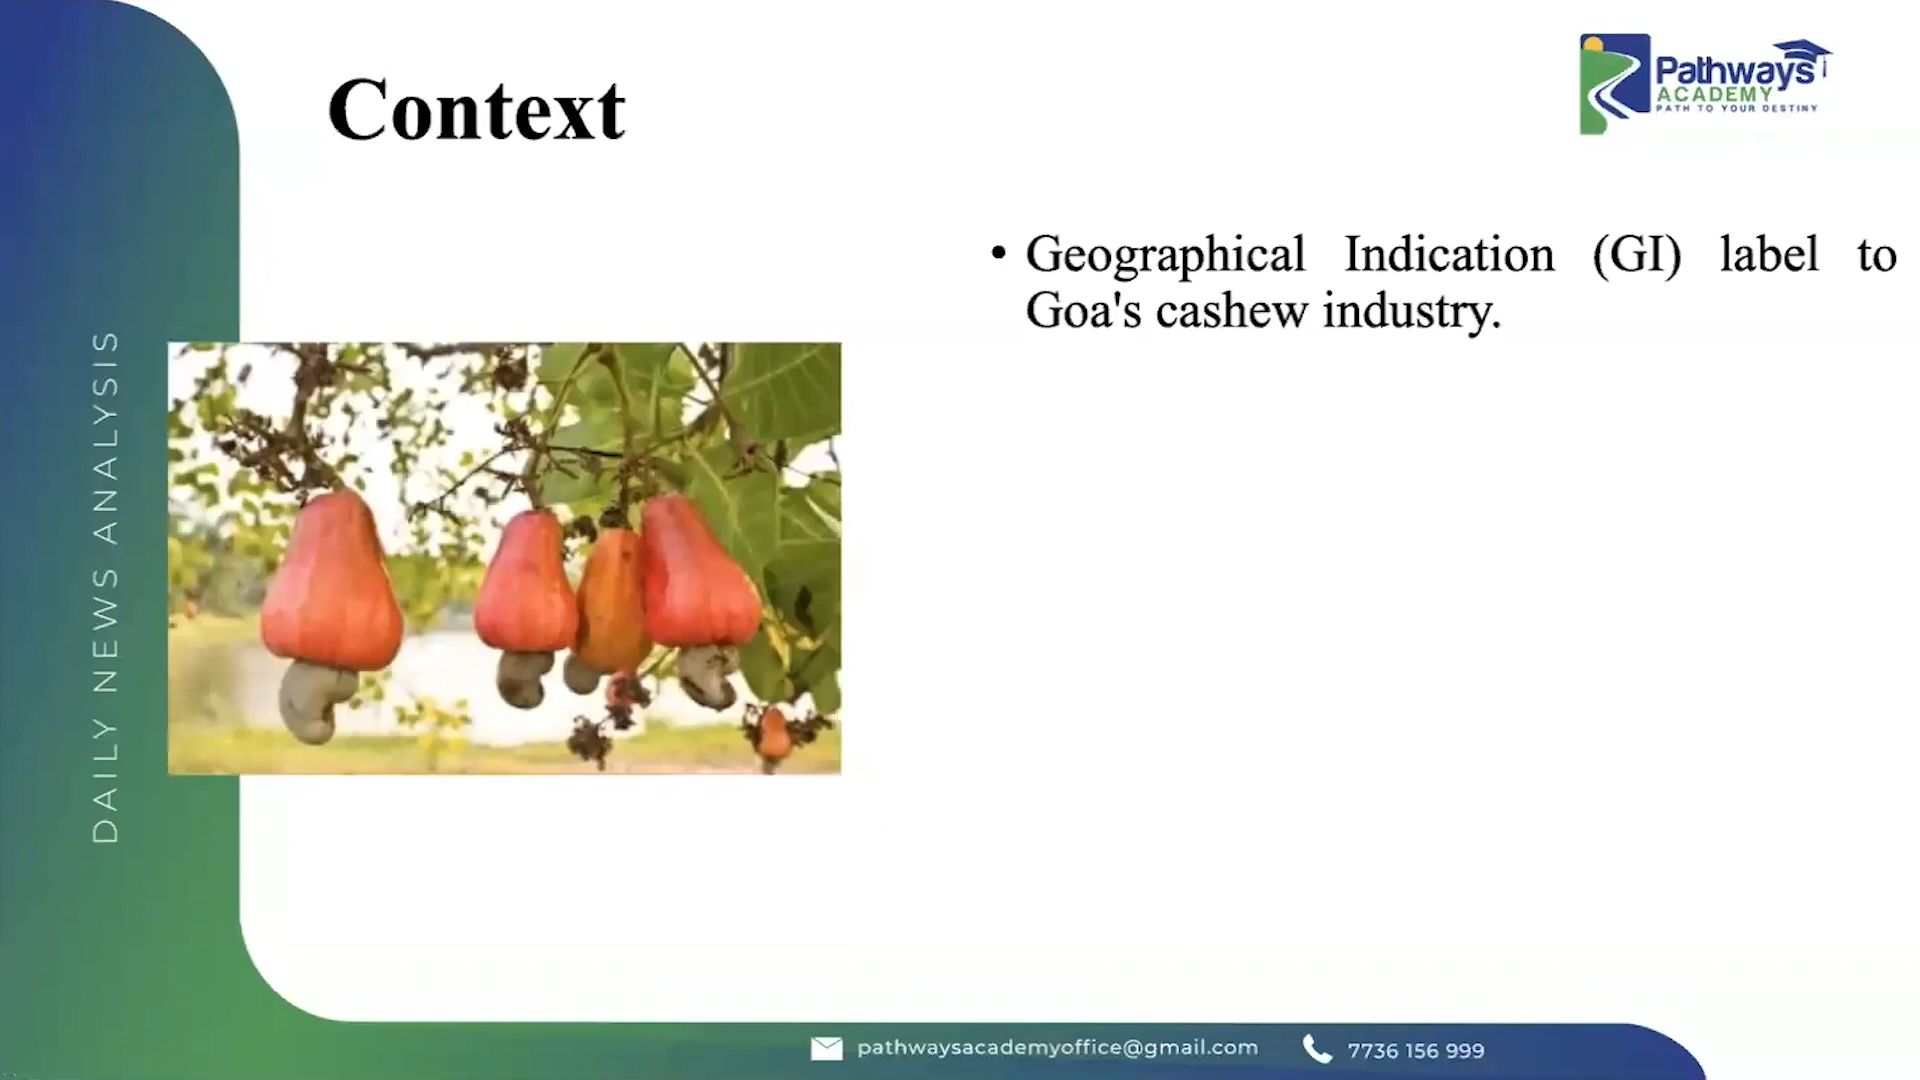 Context
Pathways
ACADEMY
PATH TO YOUR DESTINY
• Geographical Indication (GI) label to
Goa's cashew industry.
DAILY NEWS ANALYSIS
pathwaysacademyoffice@gmail.com
7736 156 999